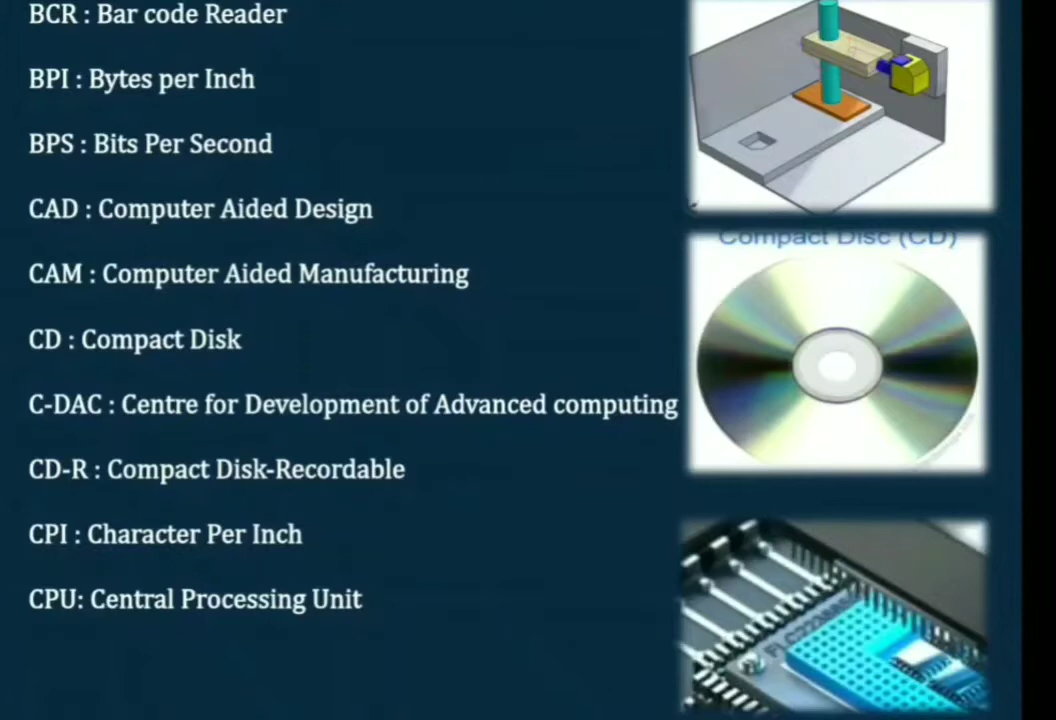 BCR : Bar code Reader
BPI : Bytes per Inch
BPS : Bits Per Second
CAD : Computer Aided Design
CAM : Computer Aided Manufacturing
CD : Compact Disk
C-DAC : Centre for Development of Advanced computing
CD-R : Compact Disk-Recordable
CPI : Character Per Inch
CPU: Central Processing Unit
Compact Disc (CD)